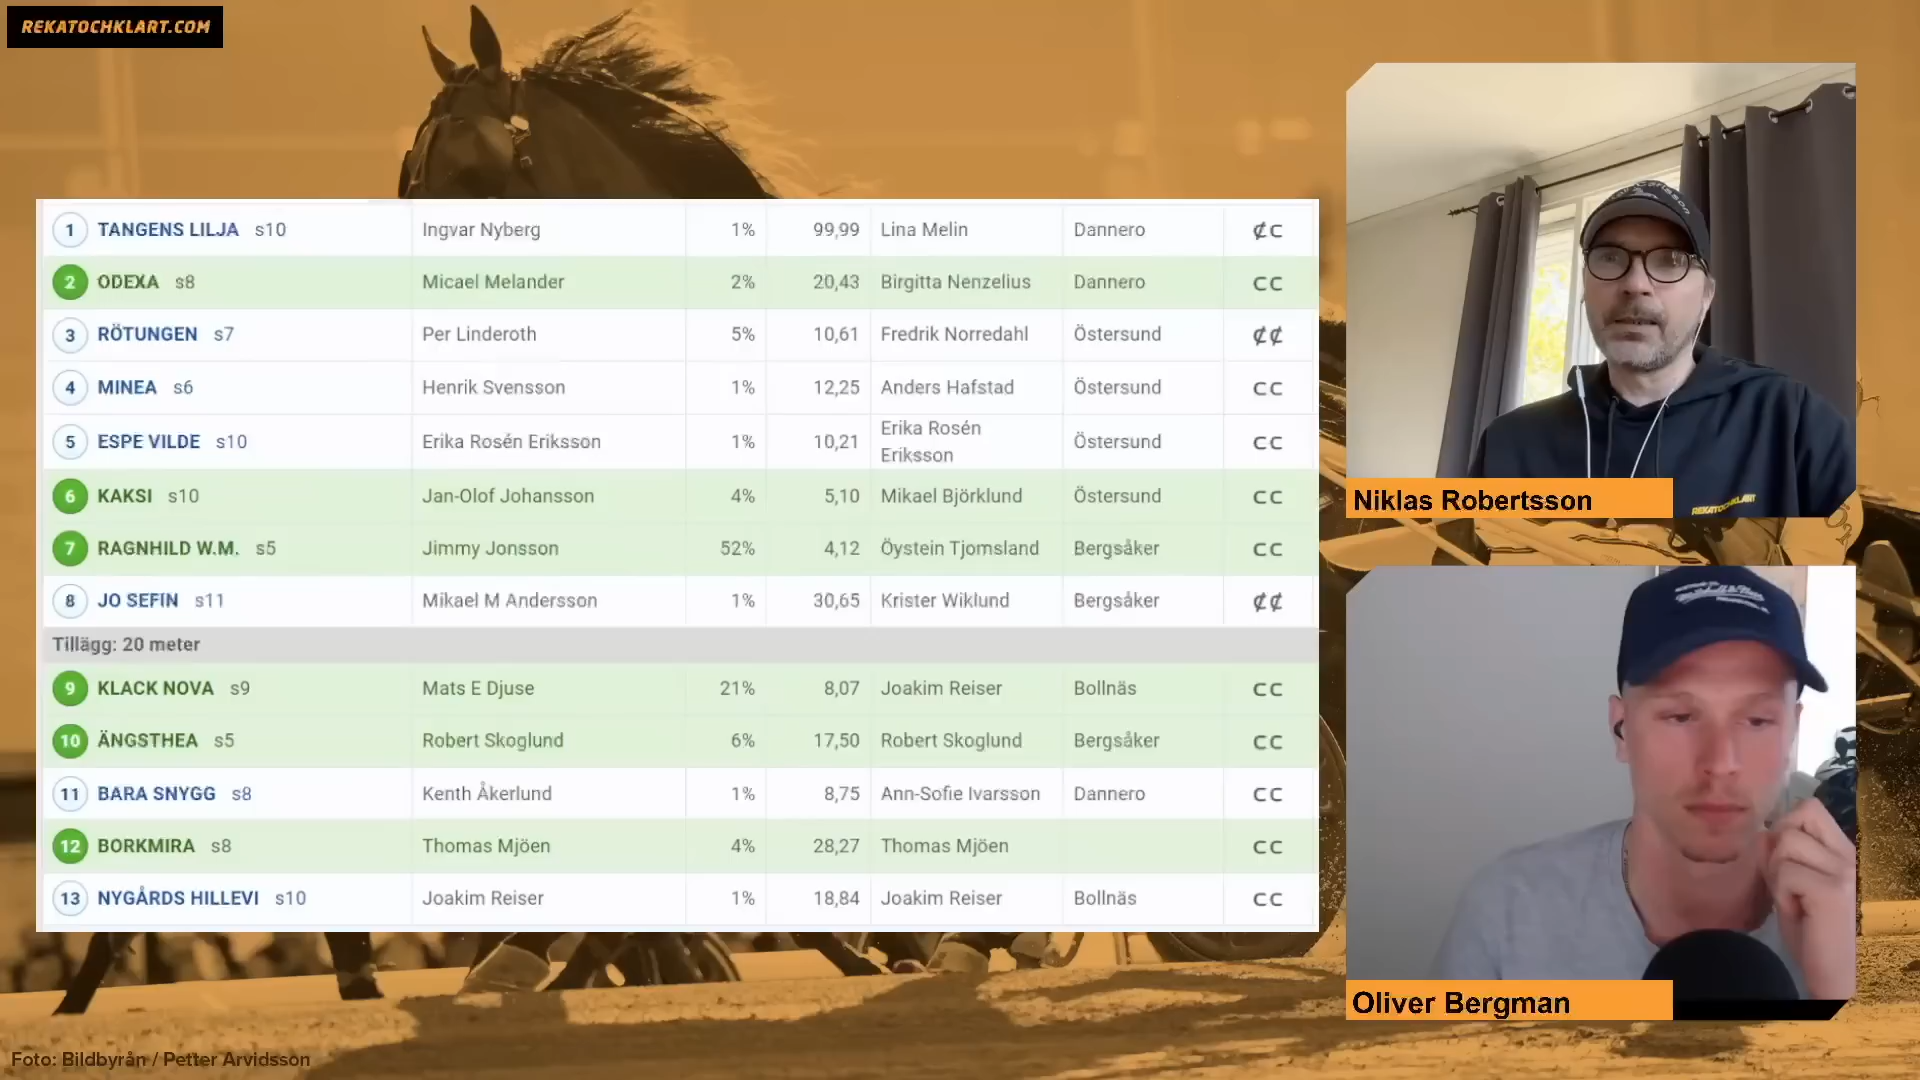 REKATOCHKLART.COM
1 TANGENS LILJA s10 Ingvar Nyberg 1% 99,99 Lina Melin Dannero ȼ C
2 ODEXA s8 Micael Melander 2% 20,43 Birgitta Nenzelius Dannero C C
3 RÖTUNGEN s7 Per Linderoth 5% 10,61 Fredrik Norredahl Östersund ȼ ȼ
4 MINEA s6 Henrik Svensson 1% 12,25 Anders Hafstad Östersund C C
5 ESPE VILDE s10 Erika Rosén Eriksson 1% 10,21 Erika Rosén Eriksson Östersund C C
6 KAKSI s10 Jan-Olof Johansson 4% 5,10 Mikael Björklund Östersund C C
7 RAGNHILD W.M. s5 Jimmy Jonsson 52% 4,12 Öystein Tjomsland Bergsåker C C
8 JO SEFIN s11 Mikael M Andersson 1% 30,65 Krister Wiklund Bergsåker ȼ ȼ
Tillägg: 20 meter
9 KLACK NOVA s9 Mats E Djuse 21% 8,07 Joakim Reiser Bollnäs C C
10 ÄNGSTHEA s5 Robert Skoglund 6% 17,50 Robert Skoglund Bergsåker C C
11 BARA SNYGG s8 Kenth Åkerlund 1% 8,75 Ann-Sofie Ivarsson Dannero C C
12 BORKMIRA s8 Thomas Mjöen 4% 28,27 Thomas Mjöen C C
13 NYGÅRDS HILLEVI s10 Joakim Reiser 1% 18,84 Joakim Reiser Bollnäs C C
Carlsson
REKATOCHKLART
Niklas Robertsson
Oliver Bergman
Foto: Bildbyrån / Petter Arvidsson